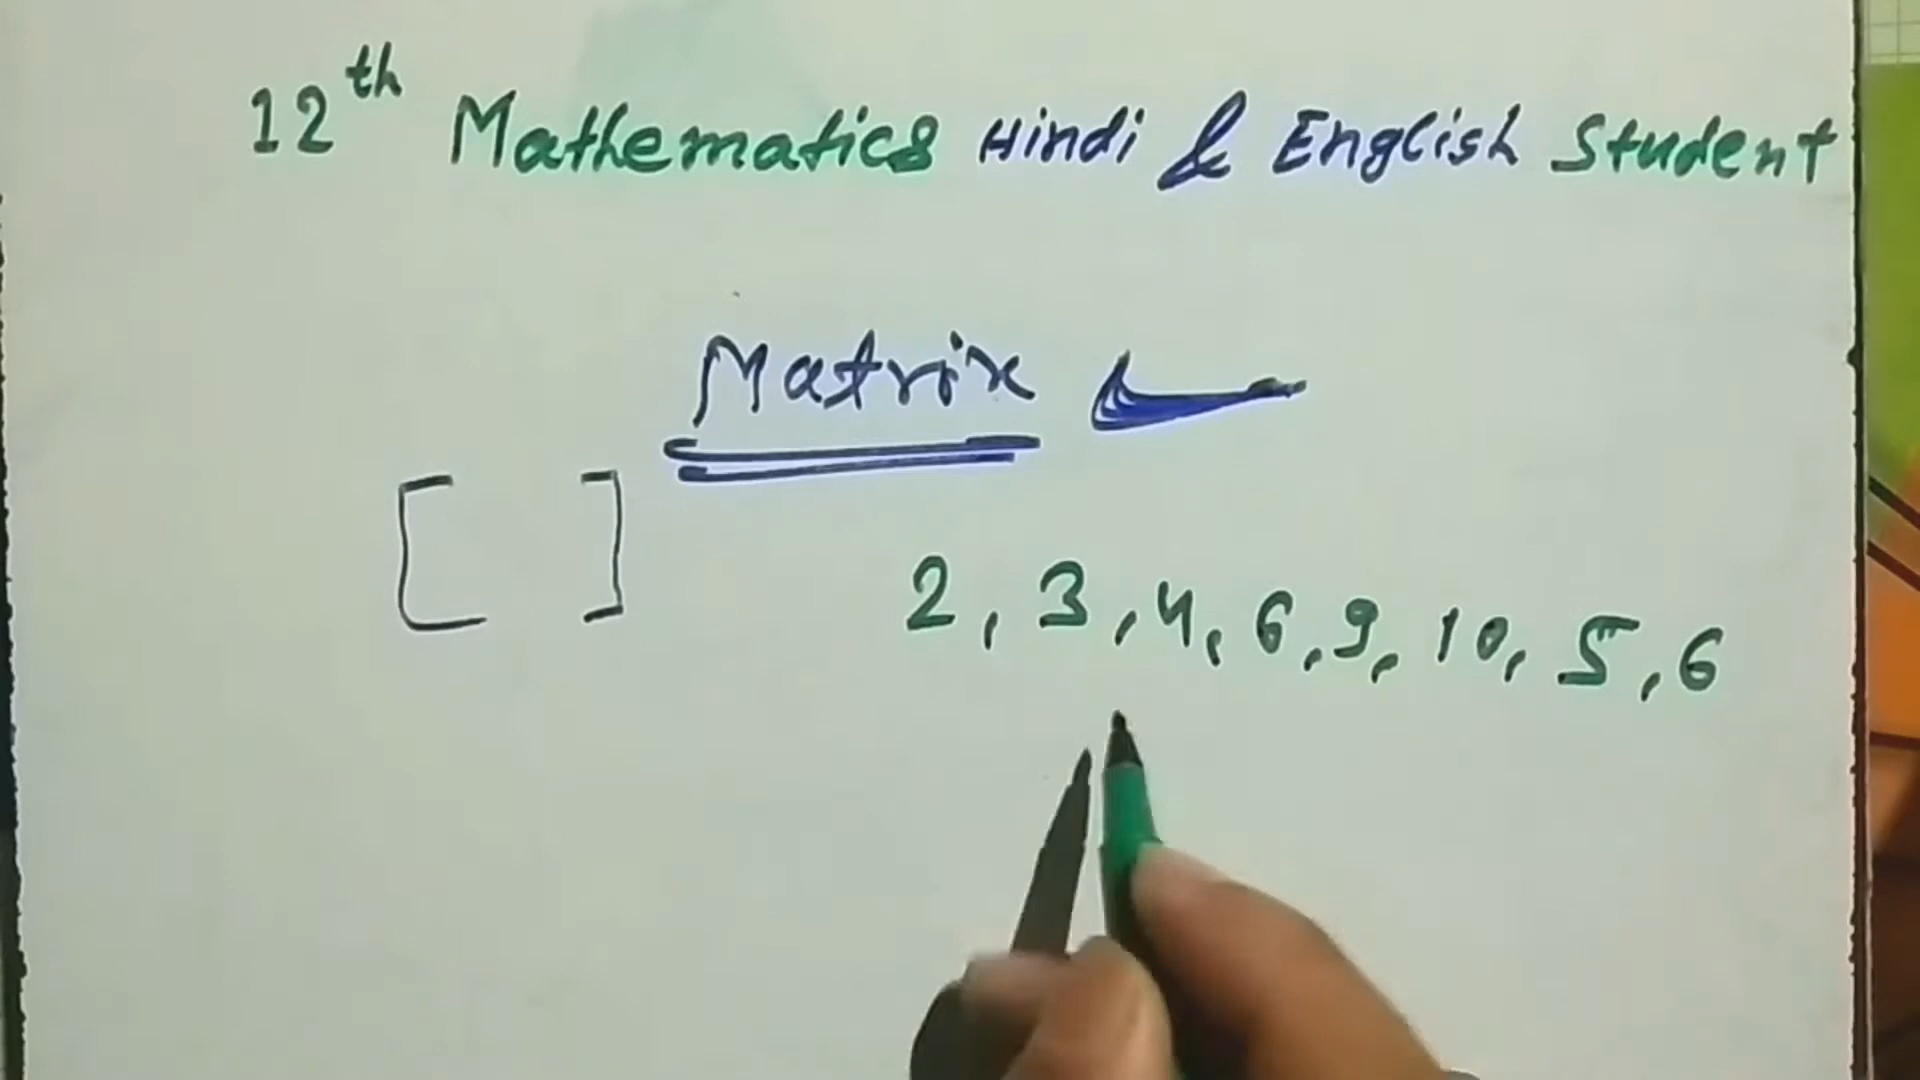 12th Mathematics Hindi & English Student
Matrix
[ ]
2, 3, 4, 6, 9, 10, 5, 6